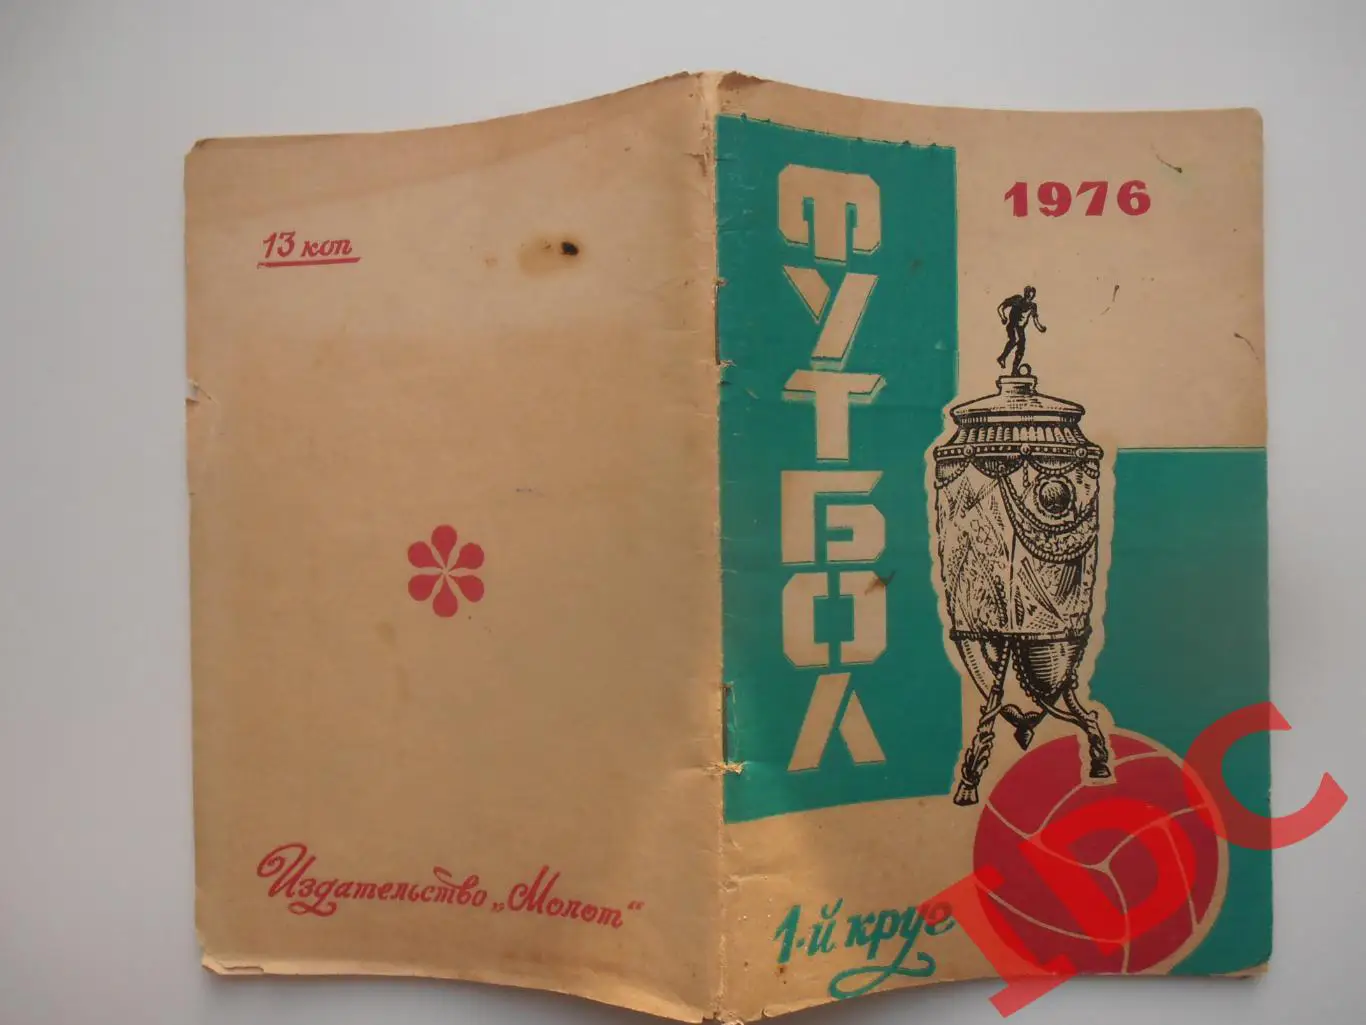 13 коп
Издательство „Молот“
ФУТБОЛ
1976
1-й круг
IDC